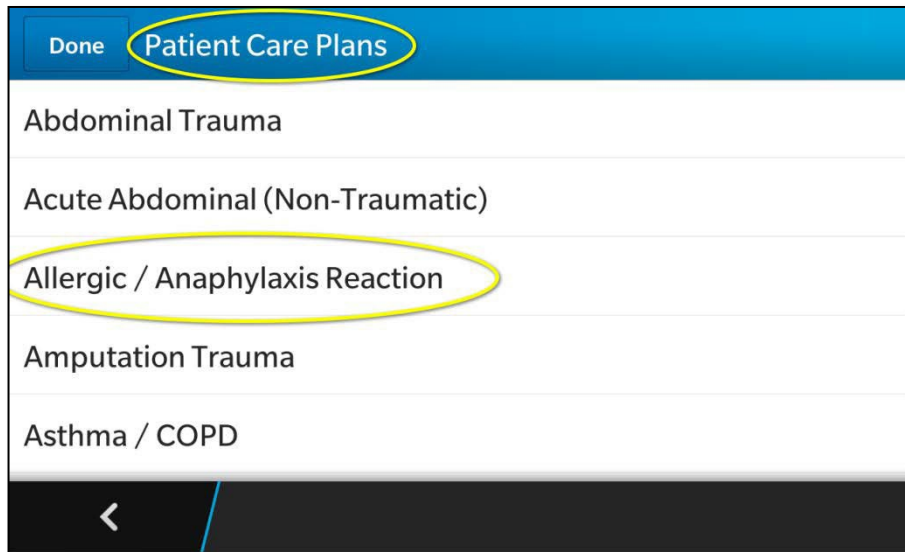 Done Patient Care Plans
Abdominal Trauma
Acute Abdominal (Non-Traumatic)
Allergic / Anaphylaxis Reaction
Amputation Trauma
Asthma / COPD